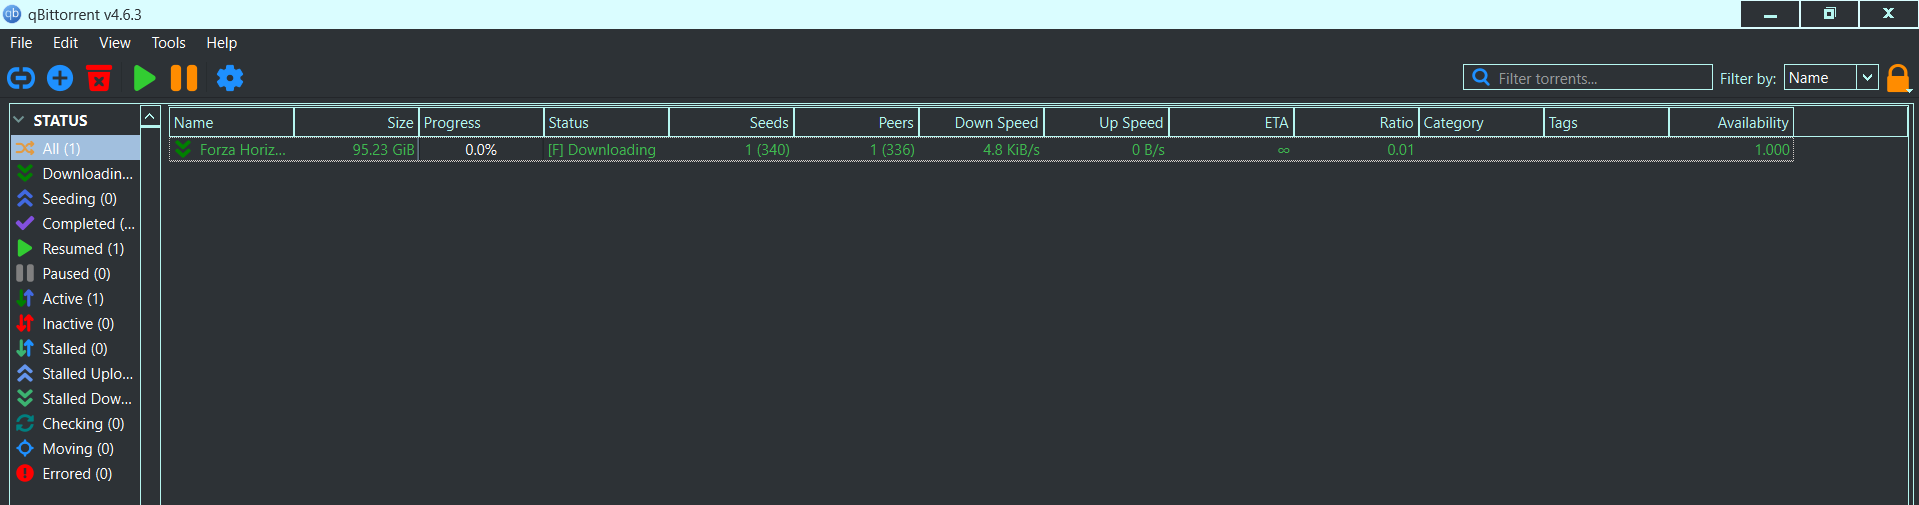 qBittorrent v4.6.3
File Edit View Tools Help
Filter torrents... Filter by: Name
STATUS
All (1)
Downloadin...
Seeding (0)
Completed (...
Resumed (1)
Paused (0)
Active (1)
Inactive (0)
Stalled (0)
Stalled Uplo...
Stalled Dow...
Checking (0)
Moving (0)
Errored (0)
Name Size Progress Status Seeds Peers Down Speed Up Speed ETA Ratio Category Tags Availability
Forza Horiz... 95.23 GiB 0.0% [F] Downloading 1 (340) 1 (336) 4.8 KiB/s 0 B/s ∞ 0.01 1.000